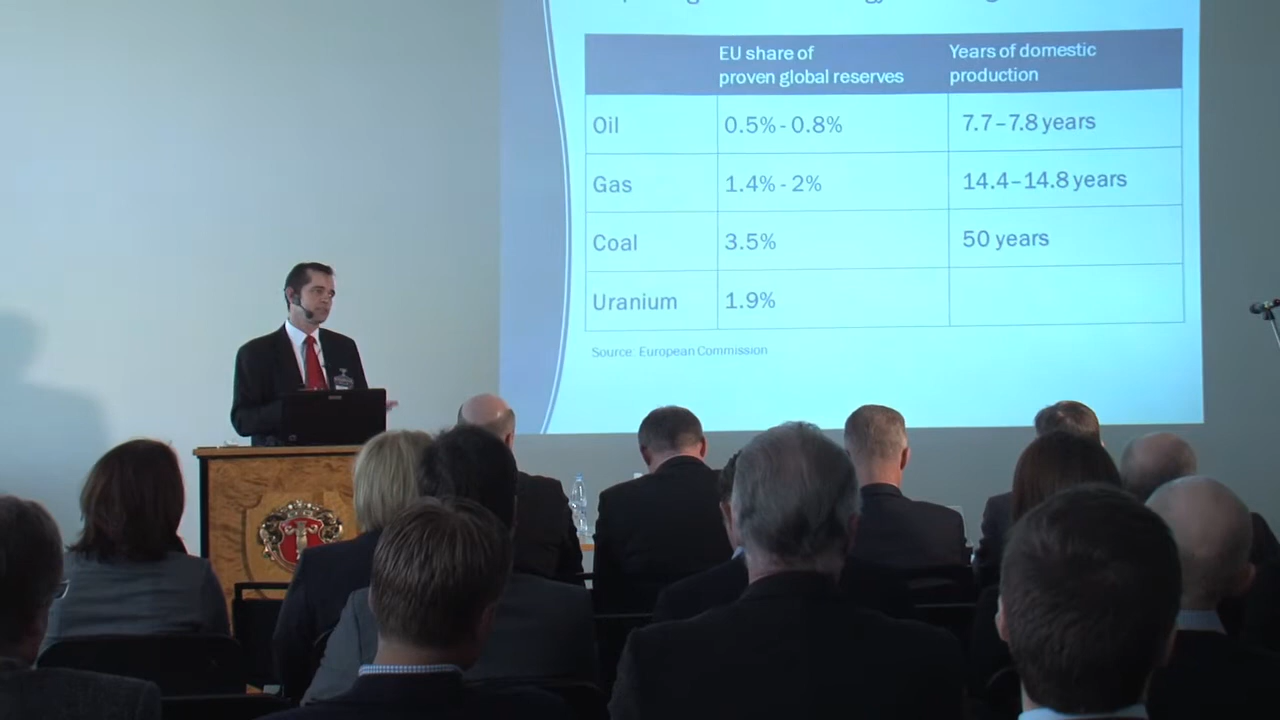 EU share of
proven global reserves
Years of domestic
production
Oil
0.5% - 0.8%
7.7 – 7.8 years
Gas
1.4% - 2%
14.4 – 14.8 years
Coal
3.5%
50 years
Uranium
1.9%
Source: European Commission